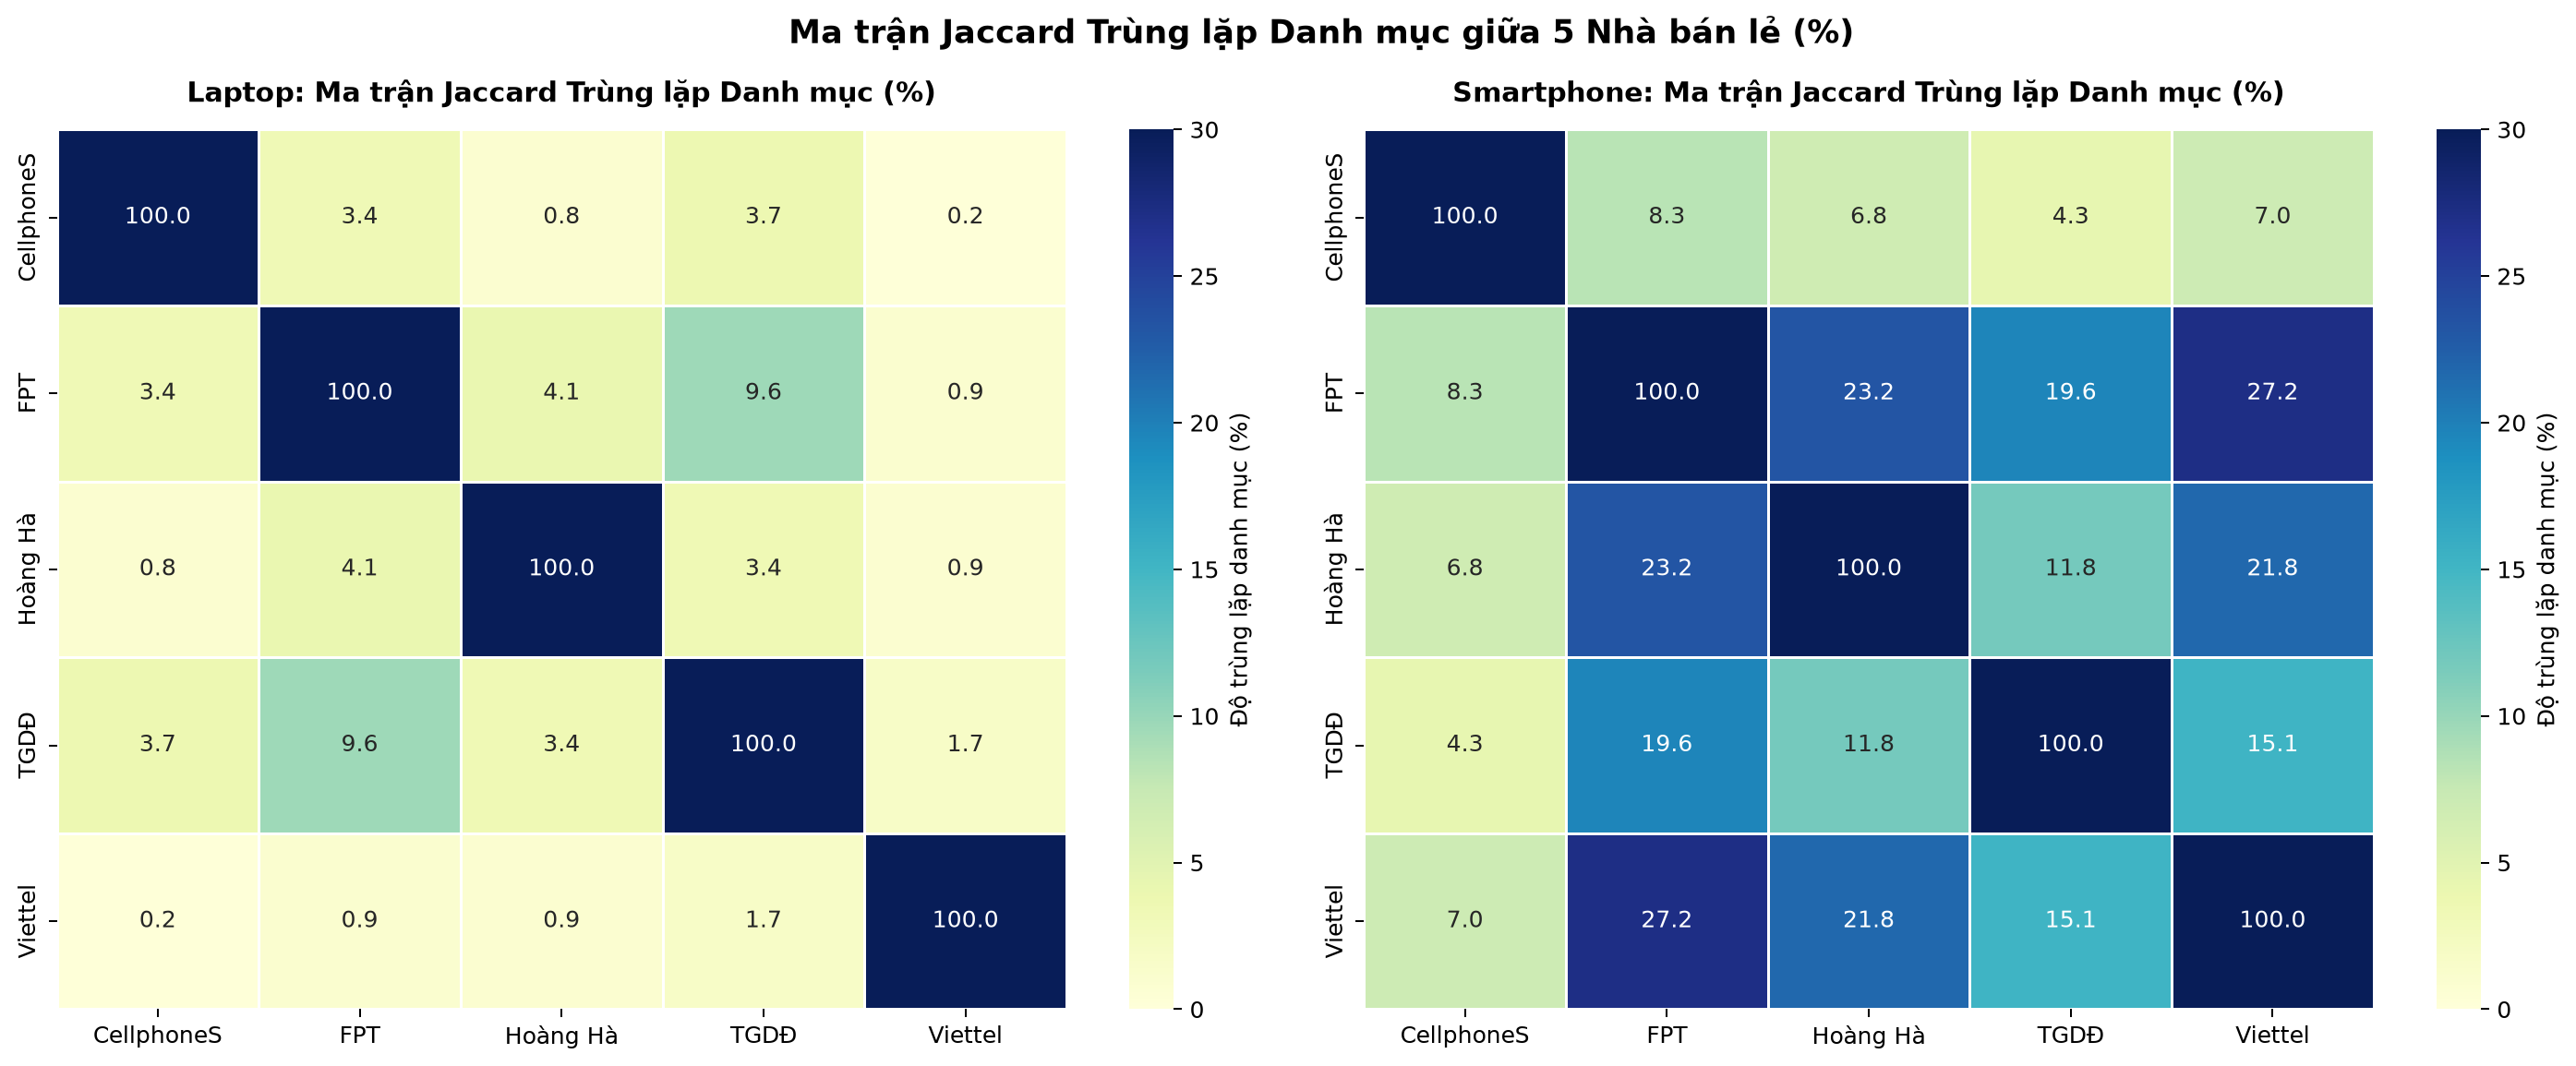 Ma trận Jaccard Trùng lặp Danh mục giữa 5 Nhà bán lẻ (%)
Laptop: Ma trận Jaccard Trùng lặp Danh mục (%)
CellphoneS 100.0 3.4 0.8 3.7 0.2
FPT 3.4 100.0 4.1 9.6 0.9
Hoàng Hà 0.8 4.1 100.0 3.4 0.9
TGDĐ 3.7 9.6 3.4 100.0 1.7
Viettel 0.2 0.9 0.9 1.7 100.0
CellphoneS FPT Hoàng Hà TGDĐ Viettel
30
25
20
15
10
5
0
Độ trùng lặp danh mục (%)
Smartphone: Ma trận Jaccard Trùng lặp Danh mục (%)
CellphoneS 100.0 8.3 6.8 4.3 7.0
FPT 8.3 100.0 23.2 19.6 27.2
Hoàng Hà 6.8 23.2 100.0 11.8 21.8
TGDĐ 4.3 19.6 11.8 100.0 15.1
Viettel 7.0 27.2 21.8 15.1 100.0
CellphoneS FPT Hoàng Hà TGDĐ Viettel
30
25
20
15
10
5
0
Độ trùng lặp danh mục (%)